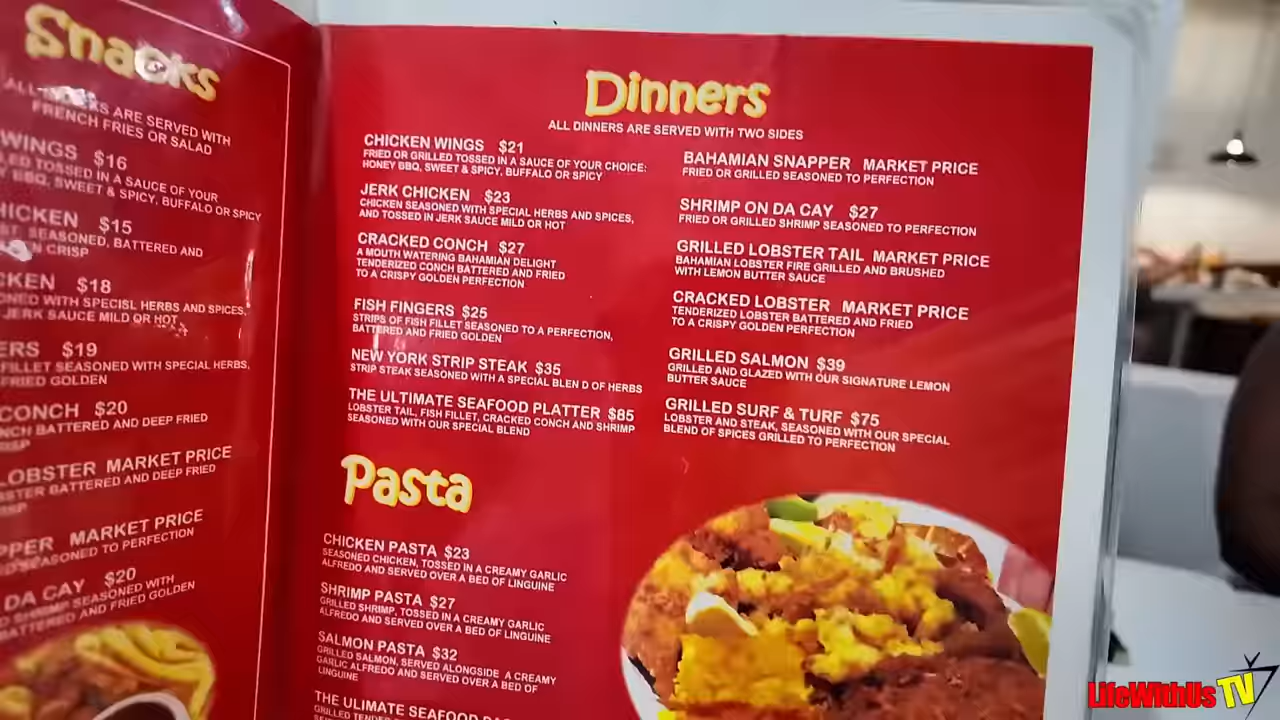 Snacks
ARE SERVED WITH
FRENCH FRIES OR SALAD
WINGS $16
TOSSED IN A SAUCE OF YOUR
BBQ, SWEET & SPICY, BUFFALO OR SPICY
$15
SEASONED, BATTERED AND
CRISP
$18
WITH SPECISL HERBS AND SPICES,
JERK SAUCE MILD OR HOT
$19
FILLET SEASONED WITH SPECIAL HERBS,
FRIED GOLDEN
CONCH $20
BATTERED AND DEEP FRIED
LOBSTER MARKET PRICE
BATTERED AND DEEP FRIED
MARKET PRICE
SEASONED TO PERFECTION
DA CAY $20
SHRIMP SEASONED WITH
BATTERED AND FRIED GOLDEN
Dinners
ALL DINNERS ARE SERVED WITH TWO SIDES
CHICKEN WINGS $21
FRIED OR GRILLED TOSSED IN A SAUCE OF YOUR CHOICE:
HONEY BBQ, SWEET & SPICY, BUFFALO OR SPICY
JERK CHICKEN $23
CHICKEN SEASONED WITH SPECIAL HERBS AND SPICES,
AND TOSSED IN JERK SAUCE MILD OR HOT
CRACKED CONCH $27
A MOUTH WATERING BAHAMIAN DELIGHT
TENDERIZED CONCH BATTERED AND FRIED
TO A CRISPY GOLDEN PERFECTION
FISH FINGERS $25
STRIPS OF FISH FILLET SEASONED TO A PERFECTION,
BATTERED AND FRIED GOLDEN
NEW YORK STRIP STEAK $35
STRIP STEAK SEASONED WITH A SPECIAL BLEN D OF HERBS
THE ULTIMATE SEAFOOD PLATTER $85
LOBSTER TAIL, FISH FILLET, CRACKED CONCH AND SHRIMP
SEASONED WITH OUR SPECIAL BLEND
BAHAMIAN SNAPPER MARKET PRICE
FRIED OR GRILLED SEASONED TO PERFECTION
SHRIMP ON DA CAY $27
FRIED OR GRILLED SHRIMP SEASONED TO PERFECTION
GRILLED LOBSTER TAIL MARKET PRICE
BAHAMIAN LOBSTER FIRE GRILLED AND BRUSHED
WITH LEMON BUTTER SAUCE
CRACKED LOBSTER MARKET PRICE
TENDERIZED LOBSTER BATTERED AND FRIED
TO A CRISPY GOLDEN PERFECTION
GRILLED SALMON $39
GRILLED AND GLAZED WITH OUR SIGNATURE LEMON
BUTTER SAUCE
GRILLED SURF & TURF $75
LOBSTER AND STEAK, SEASONED WITH OUR SPECIAL
BLEND OF SPICES GRILLED TO PERFECTION
Pasta
CHICKEN PASTA $23
SEASONED CHICKEN, TOSSED IN A CREAMY GARLIC
ALFREDO AND SERVED OVER A BED OF LINGUINE
SHRIMP PASTA $27
GRILLED SHRIMP, TOSSED IN A CREAMY GARLIC
ALFREDO AND SERVED OVER A BED OF LINGUINE
SALMON PASTA $32
GRILLED SALMON, SERVED ALONGSIDE A CREAMY
GARLIC ALFREDO AND SERVED OVER A BED OF
LINGUINE
THE ULIMATE SEAFOOD
GRILLED
LifeWithUs TV